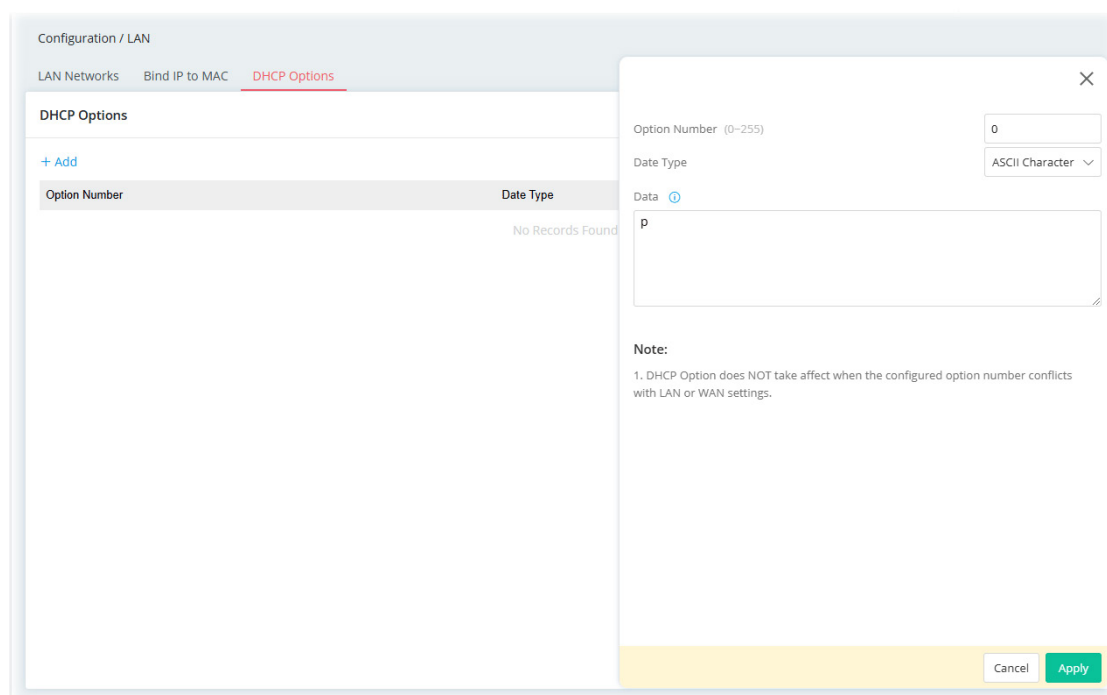 Configuration / LAN
LAN Networks Bind IP to MAC DHCP Options
DHCP Options
+ Add
Option Number Date Type
No Records Found
Option Number (0~255) 0
Date Type ASCII Character
Data
p
Note:
1. DHCP Option does NOT take affect when the configured option number conflicts
with LAN or WAN settings.
Cancel Apply